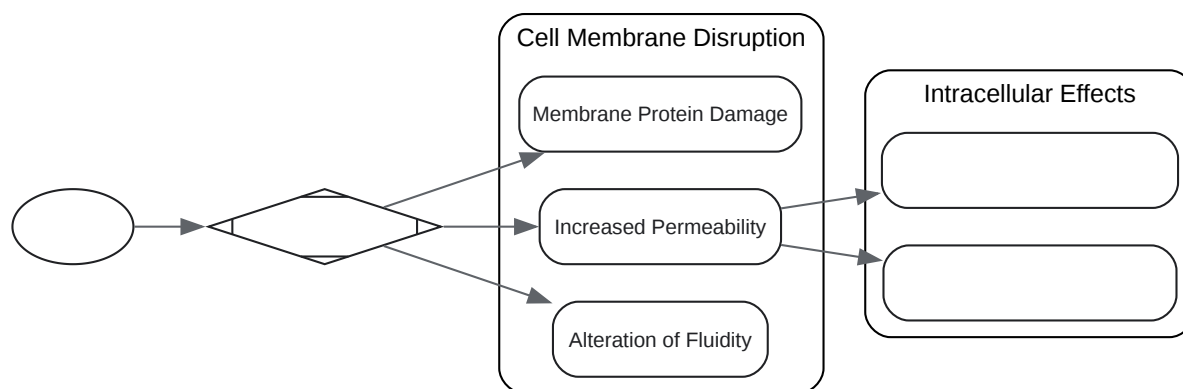 Cell Membrane Disruption
Membrane Protein Damage
Increased Permeability
Alteration of Fluidity
Intracellular Effects